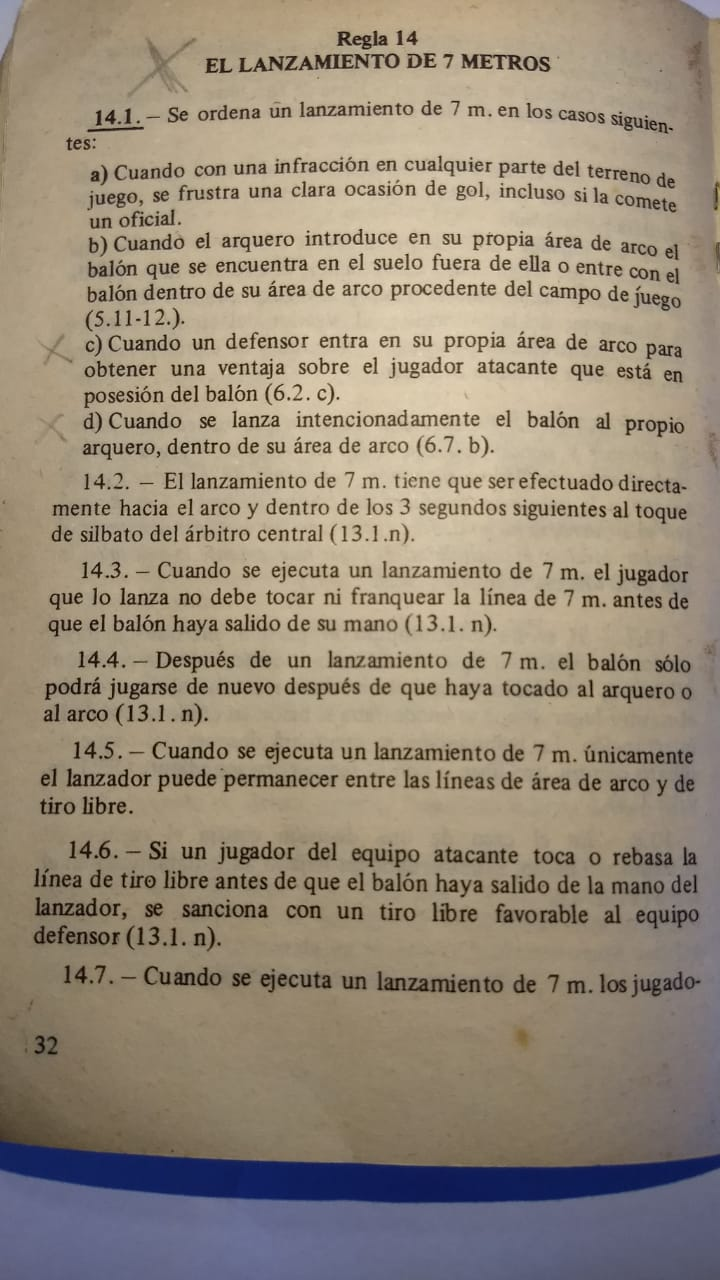 Regla 14
EL LANZAMIENTO DE 7 METROS
14.1. — Se ordena un lanzamiento de 7 m. en los casos siguien-
tes:
a) Cuando con una infracción en cualquier parte del terreno de
juego, se frustra una clara ocasión de gol, incluso si la comete
un oficial.
b) Cuando el arquero introduce en su propia área de arco el
balón que se encuentra en el suelo fuera de ella o entre con el
balón dentro de su área de arco procedente del campo de juego
(5.11-12.).
c) Cuando un defensor entra en su propia área de arco para
obtener una ventaja sobre el jugador atacante que está en
posesión del balón (6.2. c).
d) Cuando se lanza intencionadamente el balón al propio
arquero, dentro de su área de arco (6.7. b).
14.2. — El lanzamiento de 7 m. tiene que ser efectuado directa-
mente hacia el arco y dentro de los 3 segundos siguientes al toque
de silbato del árbitro central (13.1.n).
14.3. — Cuando se ejecuta un lanzamiento de 7 m. el jugador
que lo lanza no debe tocar ni franquear la línea de 7 m. antes de
que el balón haya salido de su mano (13.1. n).
14.4. — Después de un lanzamiento de 7 m. el balón sólo
podrá jugarse de nuevo después de que haya tocado al arquero o
al arco (13.1. n).
14.5. — Cuando se ejecuta un lanzamiento de 7 m. únicamente
el lanzador puede permanecer entre las líneas de área de arco y de
tiro libre.
14.6. — Si un jugador del equipo atacante toca o rebasa la
línea de tiro libre antes de que el balón haya salido de la mano del
lanzador, se sanciona con un tiro libre favorable al equipo
defensor (13.1. n).
14.7. — Cuando se ejecuta un lanzamiento de 7 m. los jugado-
32